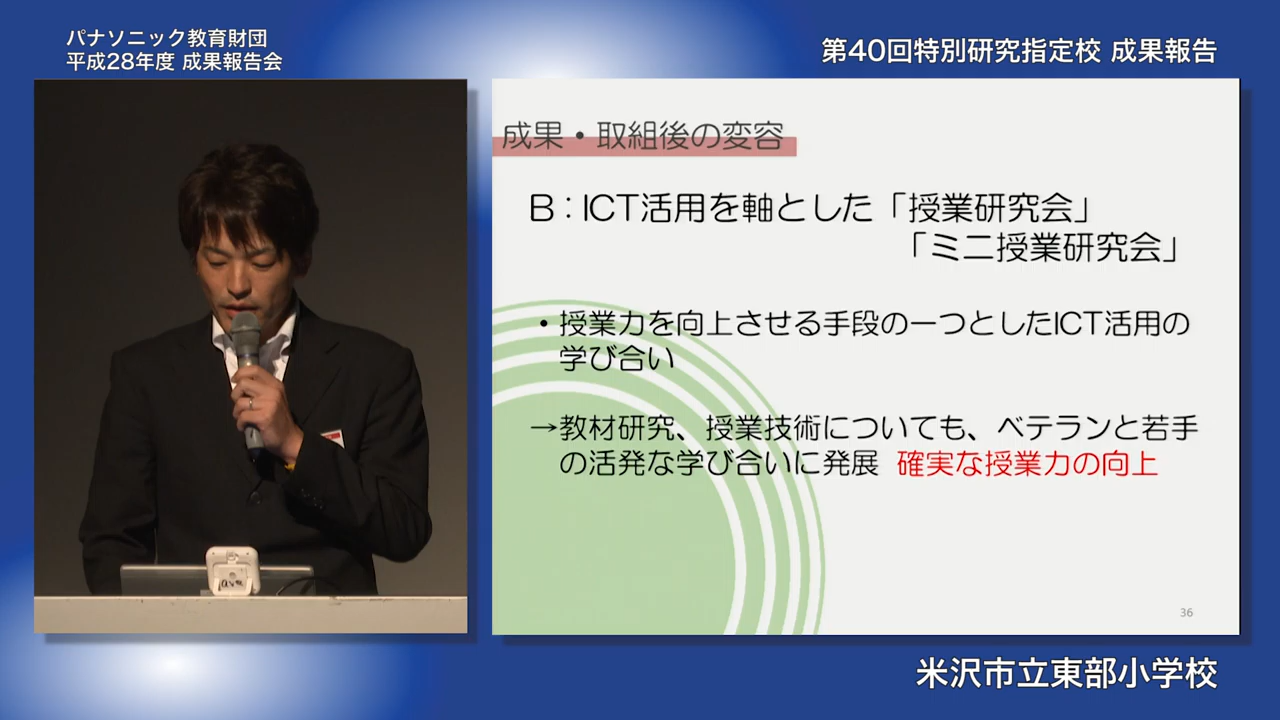 パナソニック教育財団
平成28年度 成果報告会
第40回特別研究指定校 成果報告
成果・取組後の変容
B：ICT活用を軸とした「授業研究会」
「ミニ授業研究会」
・授業力を向上させる手段の一つとしたICT活用の
学び合い
→教材研究、授業技術についても、ベテランと若手
の活発な学び合いに発展 確実な授業力の向上
36
米沢市立東部小学校